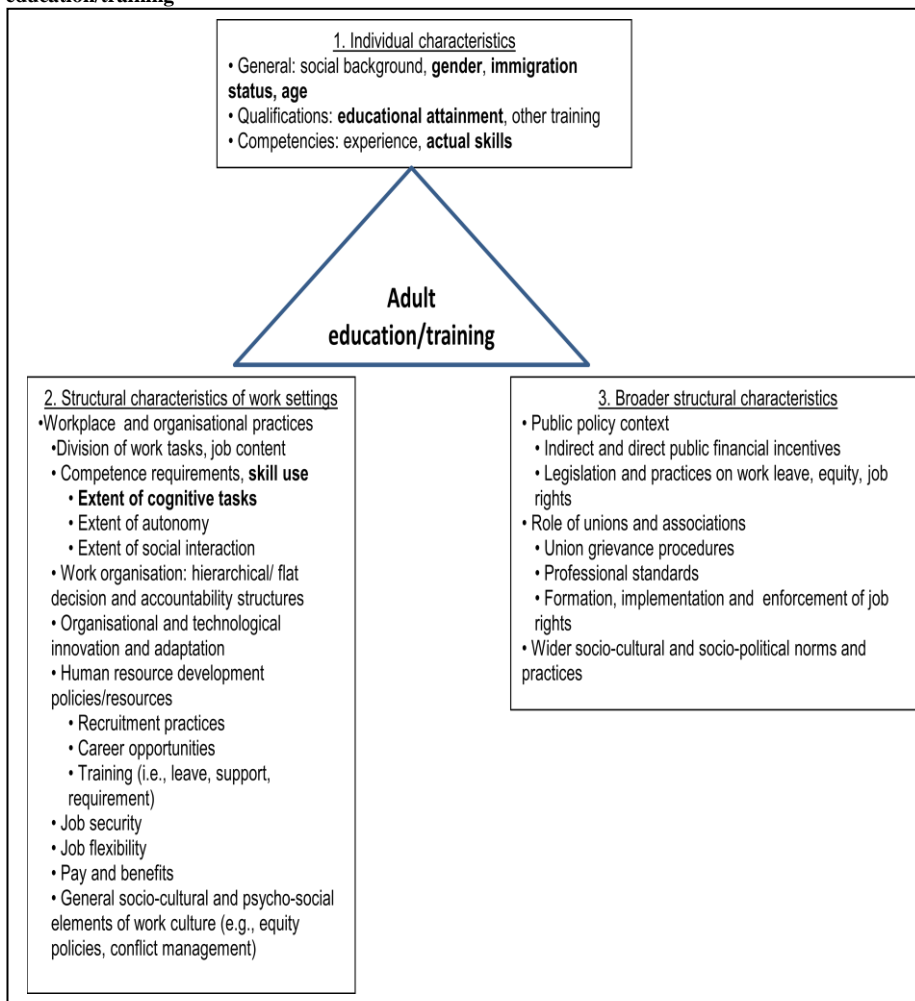 education/training
1. Individual characteristics
• General: social background, gender, immigration
status, age
• Qualifications: educational attainment, other training
• Competencies: experience, actual skills
Adult
education/training
2. Structural characteristics of work settings
•Workplace and organisational practices
•Division of work tasks, job content
• Competence requirements, skill use
• Extent of cognitive tasks
• Extent of autonomy
• Extent of social interaction
• Work organisation: hierarchical/ flat
decision and accountability structures
• Organisational and technological
innovation and adaptation
• Human resource development
policies/resources
• Recruitment practices
• Career opportunities
• Training (i.e., leave, support,
requirement)
• Job security
• Job flexibility
• Pay and benefits
• General socio-cultural and psycho-social
elements of work culture (e.g., equity
policies, conflict management)
3. Broader structural characteristics
• Public policy context
• Indirect and direct public financial incentives
• Legislation and practices on work leave, equity, job
rights
• Role of unions and associations
• Union grievance procedures
• Professional standards
• Formation, implementation and enforcement of job
rights
• Wider socio-cultural and socio-political norms and
practices